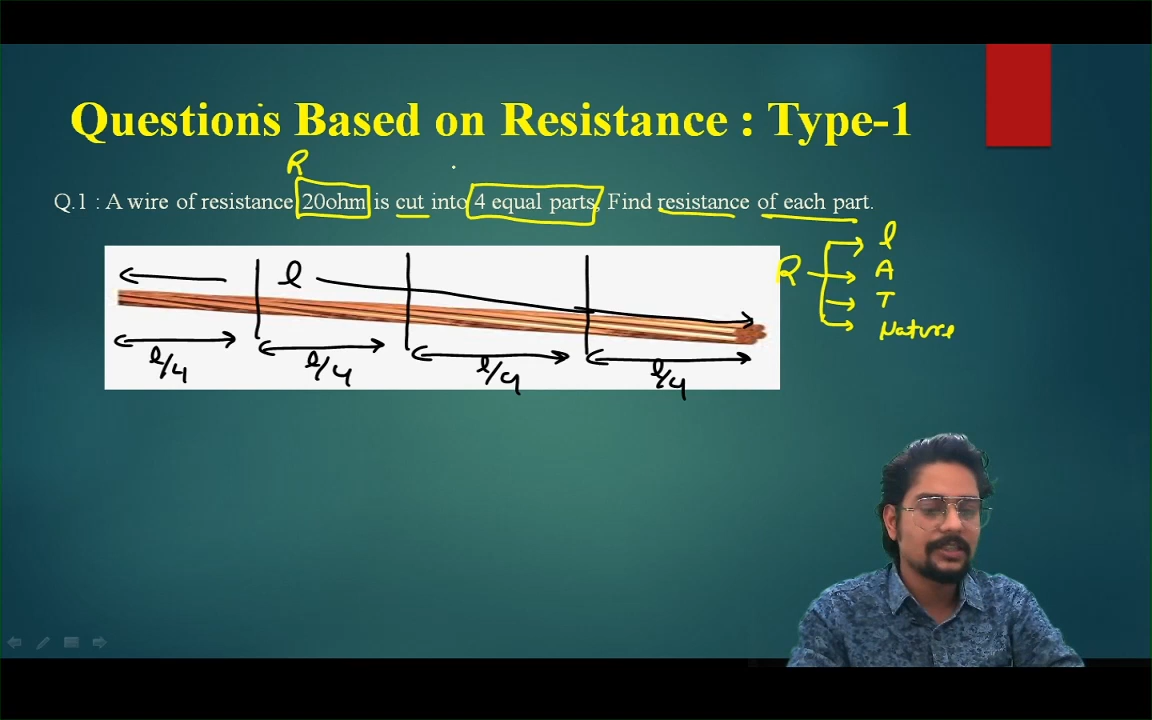 Questions Based on Resistance : Type-1
R
Q.1 : A wire of resistance 20ohm is cut into 4 equal parts, Find resistance of each part.
l
R
l
A
T
Nature
l/4 l/4 l/4 l/4